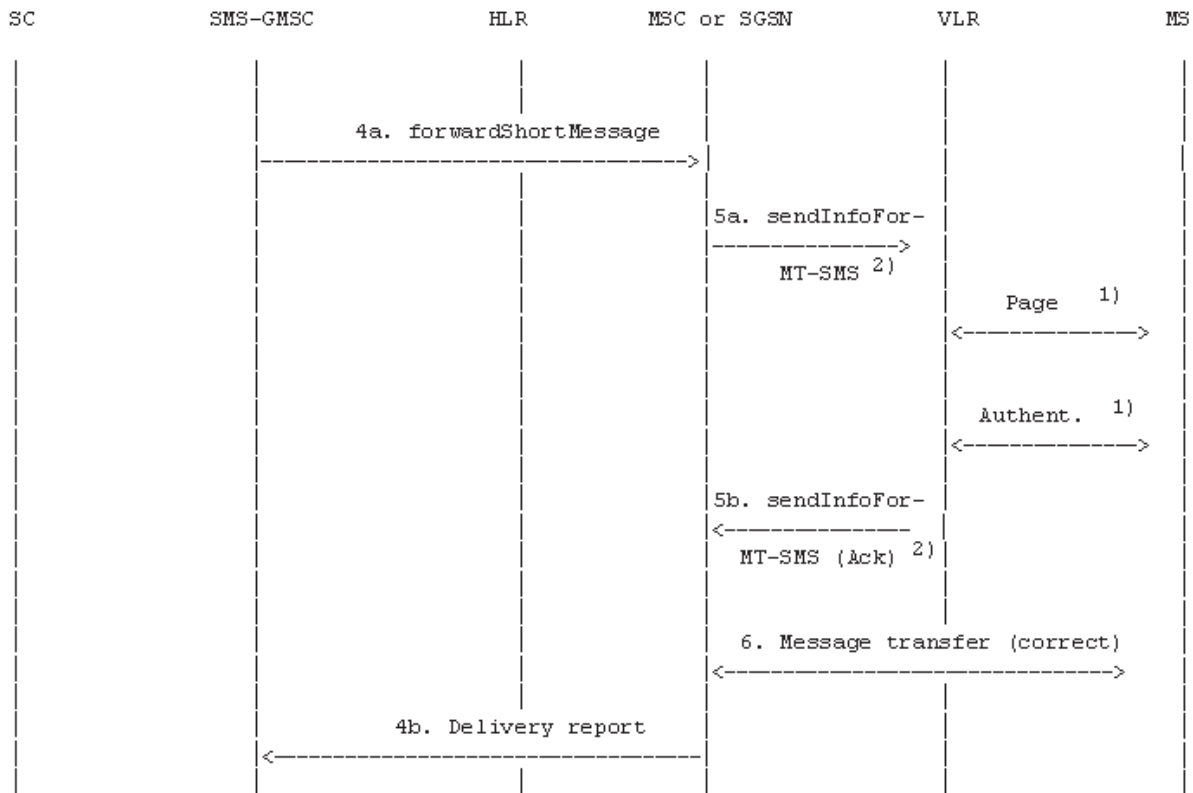 SC SMS-GMSC HLR MSC or SGSN VLR MS
4a. forwardShortMessage
5a. sendInfoFor-
MT-SMS 2)
Page 1)
Authent. 1)
5b. sendInfoFor-
MT-SMS (Ack) 2)
6. Message transfer (correct)
4b. Delivery report